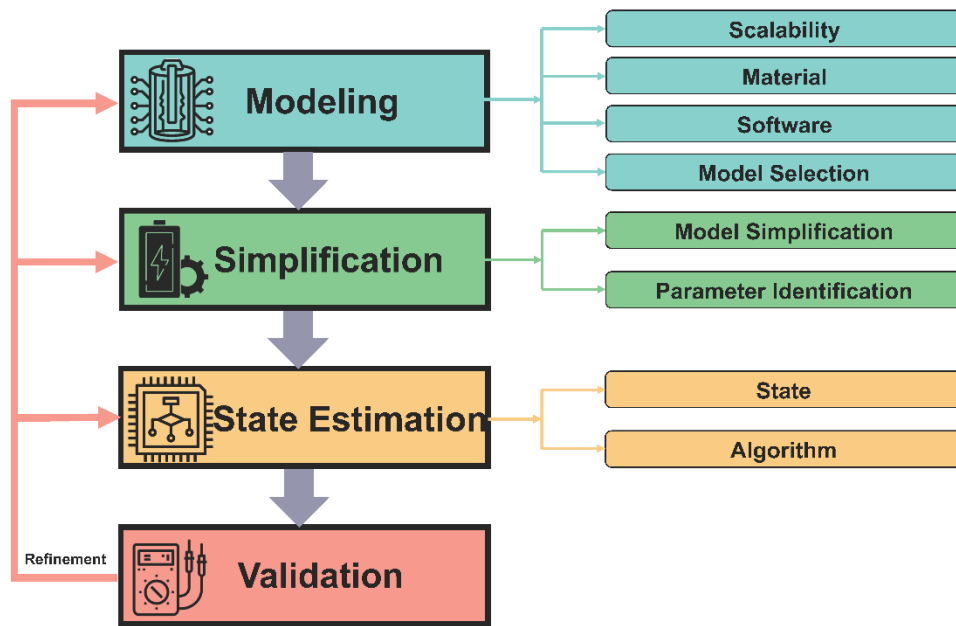 Modeling
Scalability
Material
Software
Model Selection
Simplification
Model Simplification
Parameter Identification
State Estimation
State
Algorithm
Refinement
Validation